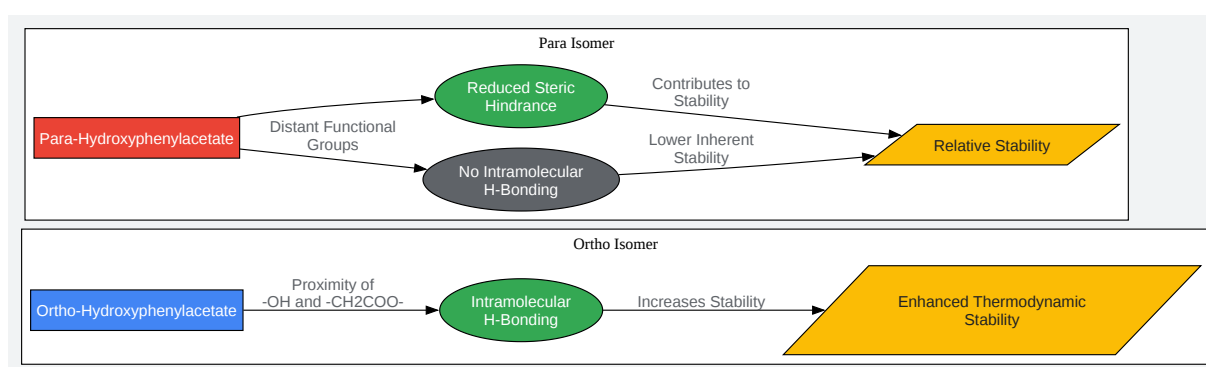 Para Isomer
Para-Hydroxyphenylacetate
Distant Functional
Groups
Reduced Steric
Hindrance
No Intramolecular
H-Bonding
Contributes to
Stability
Lower Inherent
Stability
Relative Stability
Ortho Isomer
Ortho-Hydroxyphenylacetate
Proximity of
-OH and -CH2COO-
Intramolecular
H-Bonding
Increases Stability
Enhanced Thermodynamic
Stability